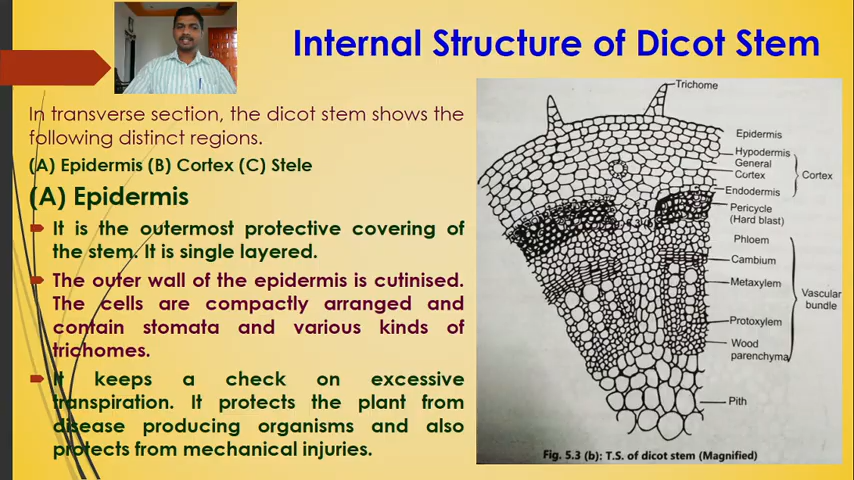 Internal Structure of Dicot Stem
In transverse section, the dicot stem shows the
following distinct regions.
(A) Epidermis (B) Cortex (C) Stele
(A) Epidermis
It is the outermost protective covering of
the stem. It is single layered.
The outer wall of the epidermis is cutinised.
The cells are compactly arranged and
contain stomata and various kinds of
trichomes.
It keeps a check on excessive
transpiration. It protects the plant from
disease producing organisms and also
protects from mechanical injuries.
Trichome
Epidermis
Hypodermis
General
Cortex
Cortex
Endodermis
Pericycle
(Hard blast)
Phloem
Cambium
Metaxylem
Vascular
bundle
Protoxylem
Wood
parenchyma
Pith
Fig. 5.3 (b): T.S. of dicot stem (Magnified)